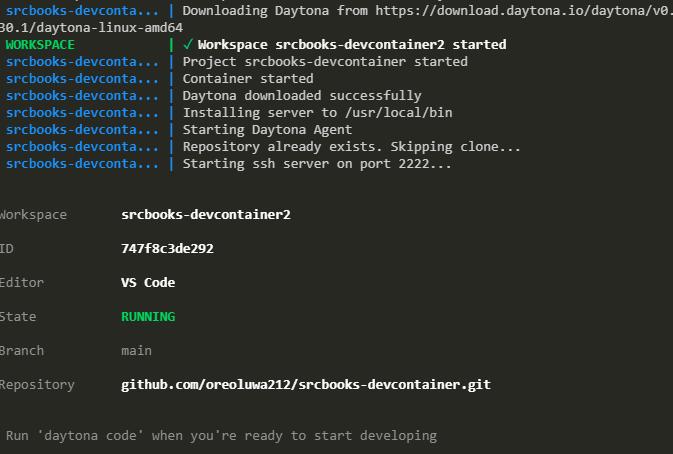 srcbooks-devconta... | Downloading Daytona from https://download.daytona.io/daytona/v0.
30.1/daytona-linux-amd64
WORKSPACE | ✓ Workspace srcbooks-devcontainer2 started
srcbooks-devconta... | Project srcbooks-devcontainer started
srcbooks-devconta... | Container started
srcbooks-devconta... | Daytona downloaded successfully
srcbooks-devconta... | Installing server to /usr/local/bin
srcbooks-devconta... | Starting Daytona Agent
srcbooks-devconta... | Repository already exists. Skipping clone...
srcbooks-devconta... | Starting ssh server on port 2222...
Workspace srcbooks-devcontainer2
ID 747f8c3de292
Editor VS Code
State RUNNING
Branch main
Repository github.com/oreoluwa212/srcbooks-devcontainer.git
Run 'daytona code' when you're ready to start developing